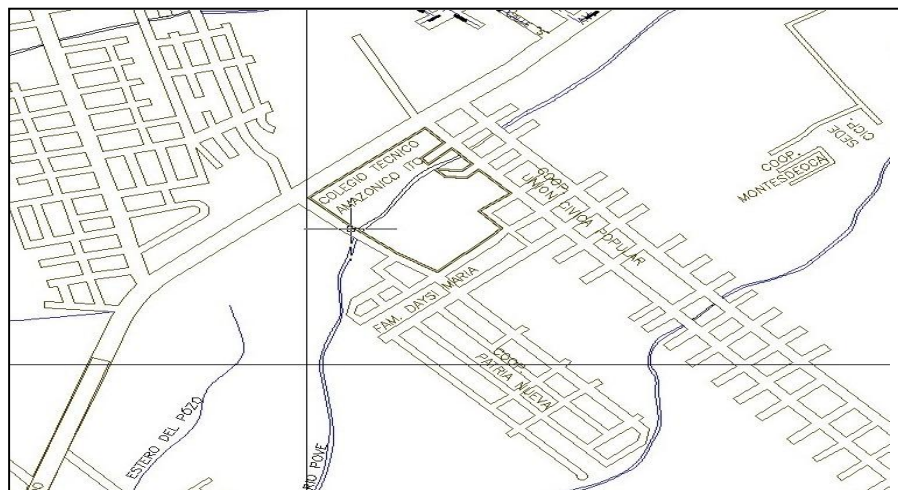 COLEGIO TECNICO
AMAZONICO ITO
COOP.
UNION CIVICA POPULAR
SEDE
CICP.
COOP.
MONTESDEOCA
FAM. DAYSI MARIA
COOP.
PATRIA NUEVA
ESTERO DEL POZO
RIO POVE